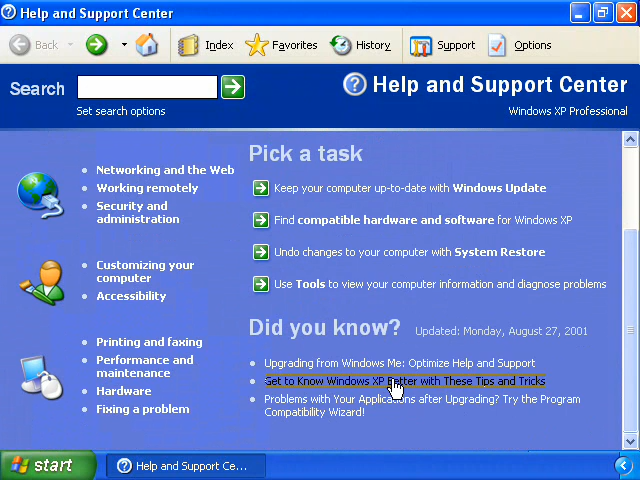 Help and Support Center
Back
Index
Favorites
History
Support
Options
Search
Set search options
Help and Support Center
Windows XP Professional
Networking and the Web
Working remotely
Security and
administration
Customizing your
computer
Accessibility
Printing and faxing
Performance and
maintenance
Hardware
Fixing a problem
Pick a task
Keep your computer up-to-date with Windows Update
Find compatible hardware and software for Windows XP
Undo changes to your computer with System Restore
Use Tools to view your computer information and diagnose problems
Did you know? Updated: Monday, August 27, 2001
Upgrading from Windows Me: Optimize Help and Support
Get to Know Windows XP Better with These Tips and Tricks
Problems with Your Applications after Upgrading? Try the Program
Compatibility Wizard!
start
Help and Support Ce...